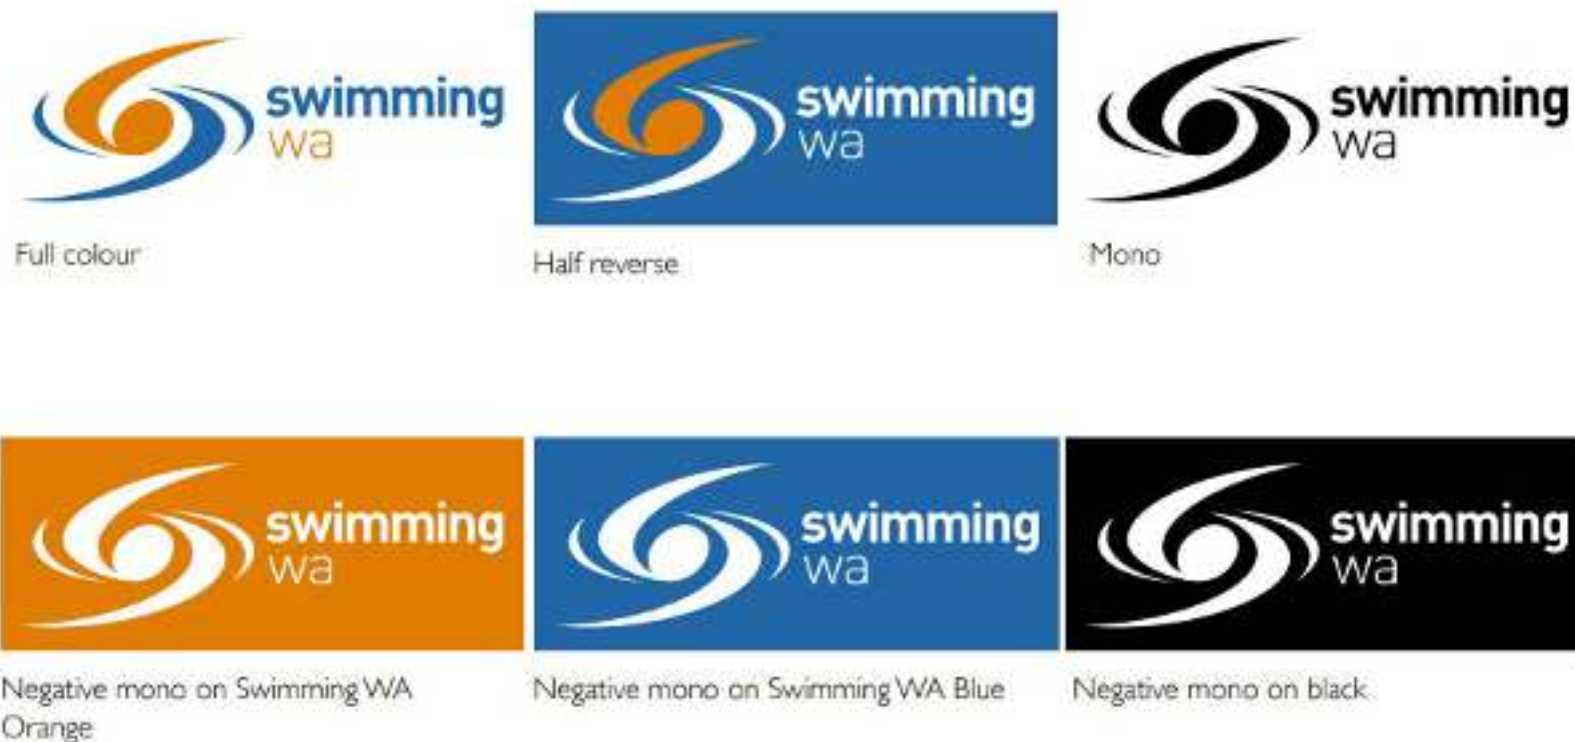 swimming
wa
Full colour
swimming
wa
Half reverse
swimming
wa
Mono
swimming
wa
Negative mono on Swimming WA
Orange
swimming
wa
Negative mono on Swimming WA Blue
swimming
wa
Negative mono on black